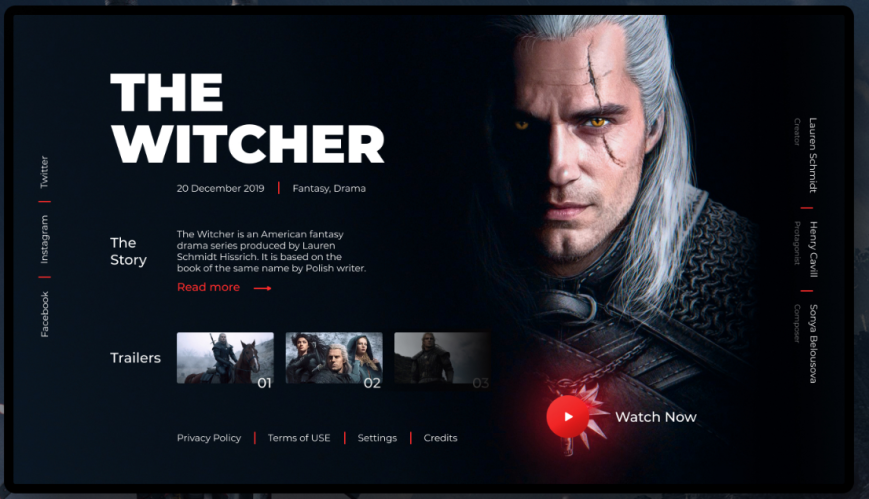 THE
WITCHER
20 December 2019 | Fantasy, Drama
The
Story
The Witcher is an American fantasy
drama series produced by Lauren
Schmidt Hissrich. It is based on the
book of the same name by Polish writer.
Read more
Trailers
01
02
03
Privacy Policy | Terms of USE | Settings | Credits
Watch Now
Twitter
Instagram
Facebook
Lauren Schmidt
Creator
Henry Cavill
Protagonist
Sonya Belousova
Composer